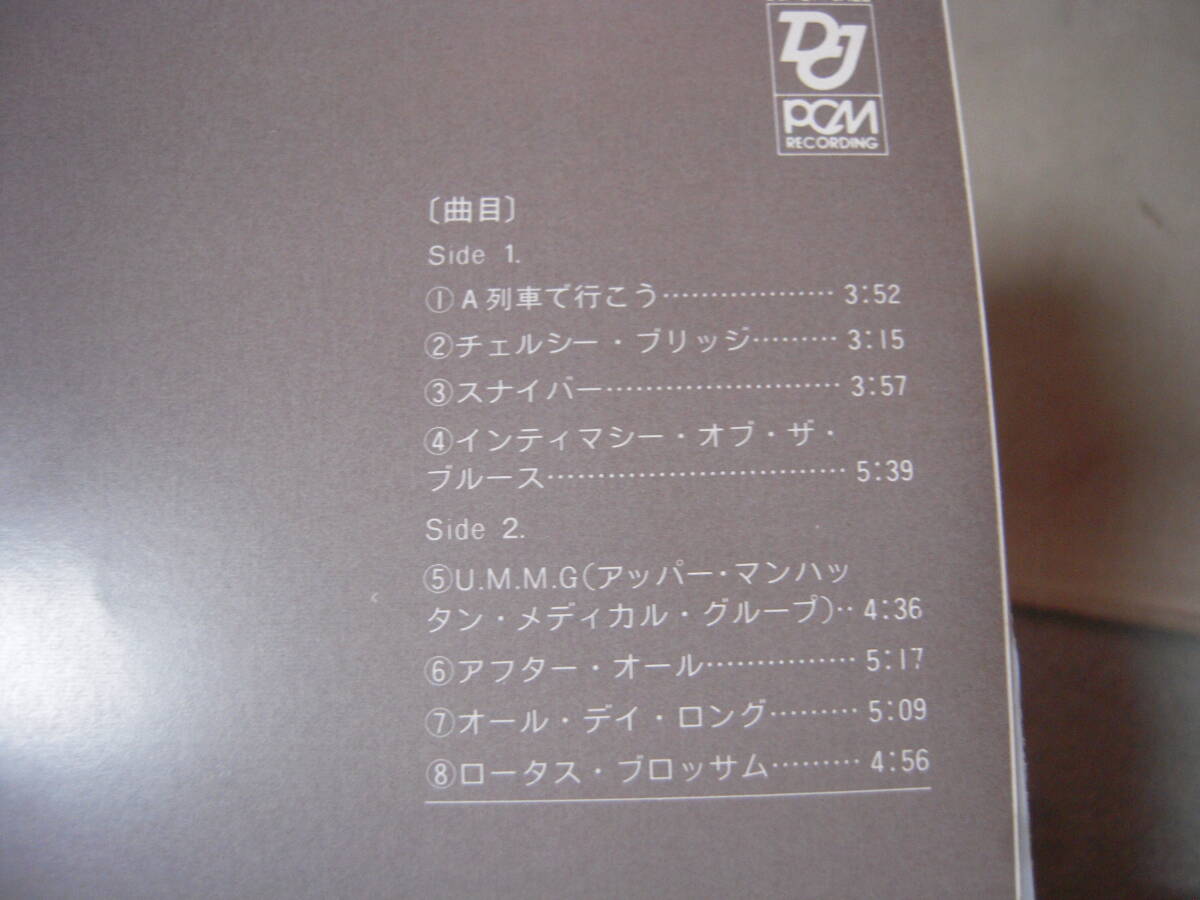 DJ
PCM
RECORDING
〔曲目〕
Side 1.
①A列車で行こう………………3:52
②チェルシー・ブリッジ………3:15
③スナイバー……………………3:57
④インティマシー・オブ・ザ・
ブルース…………………………5:39
Side 2.
⑤U.M.M.G(アッパー・マンハッ
タン・メディカル・グループ)‥4:36
⑥アフター・オール……………5:17
⑦オール・デイ・ロング………5:09
⑧ロータス・ブロッサム………4:56